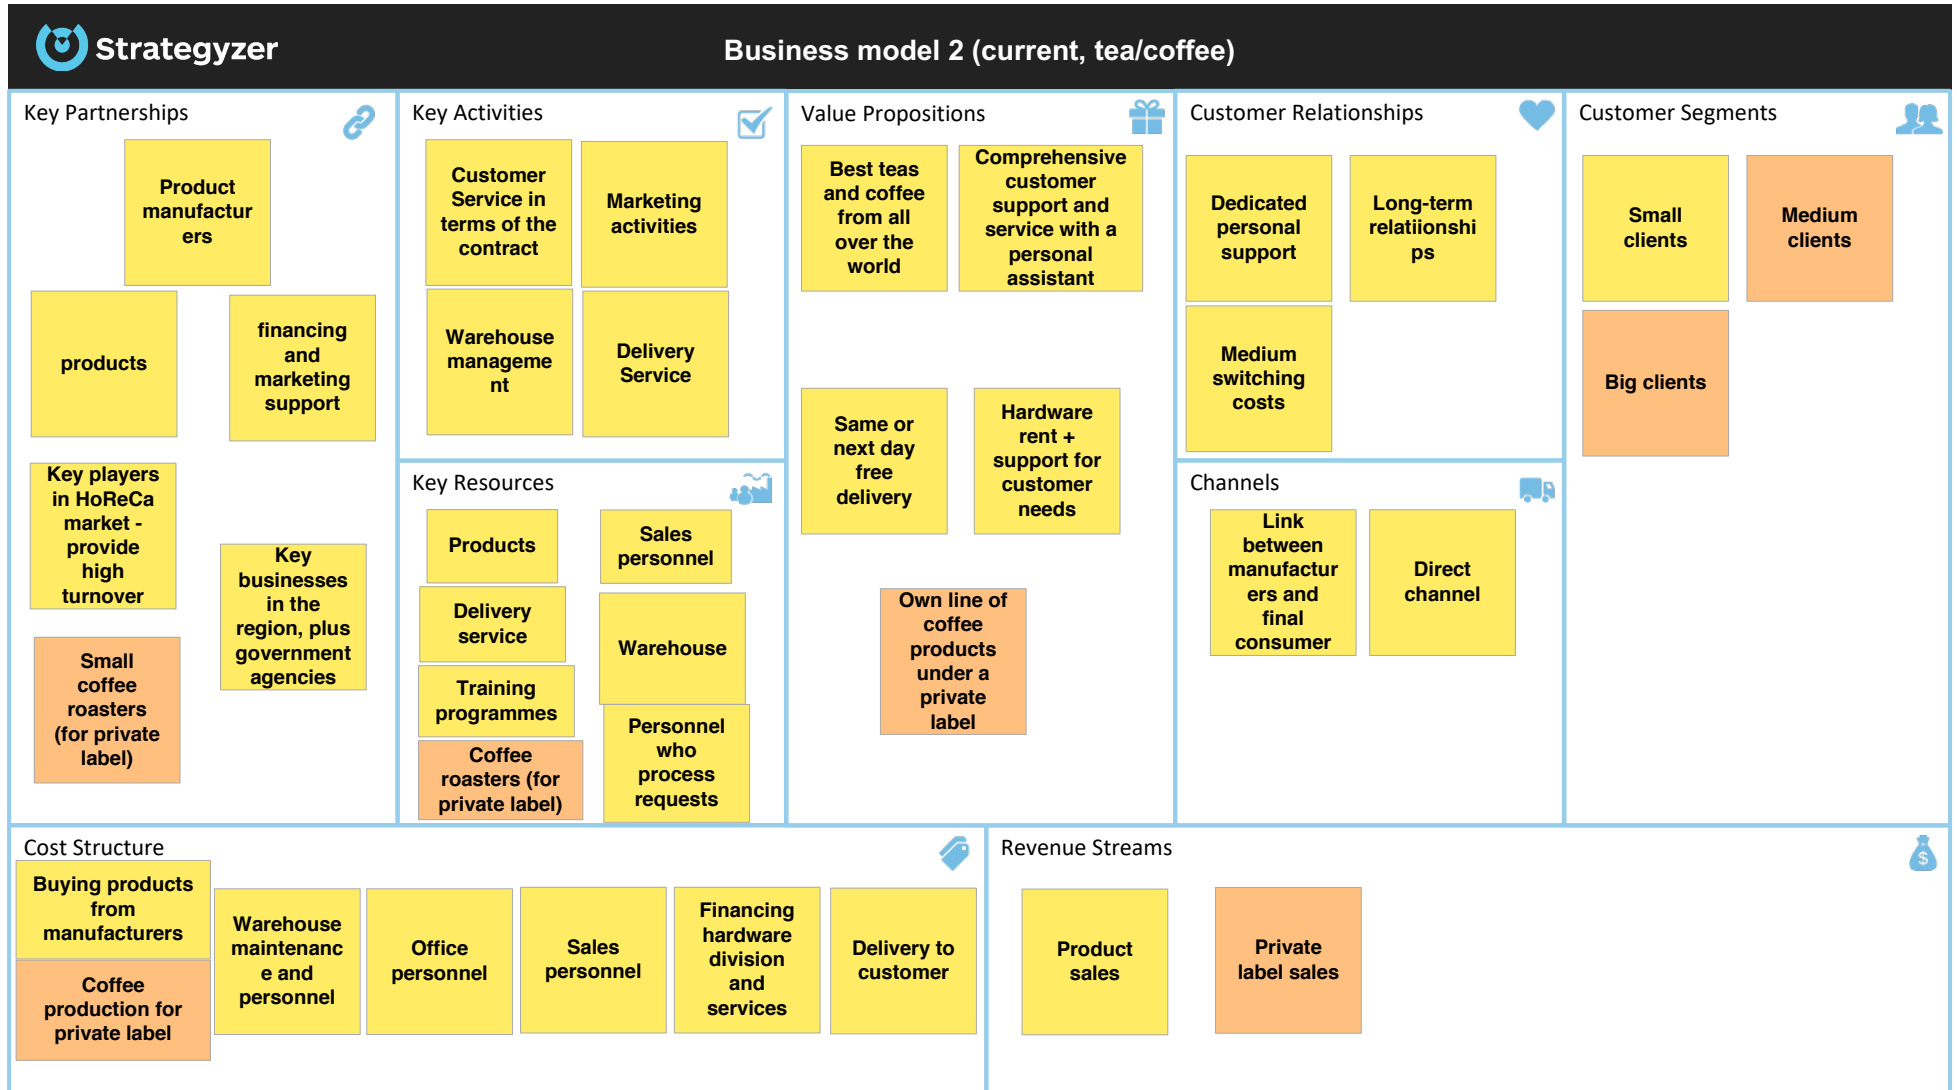 Strategyzer
Business model 2 (current, tea/coffee)
Key Partnerships
Product
manufactur
ers
products
financing
and
marketing
support
Key players
in HoReCa
market -
provide
high
turnover
Key
businesses
in the
region, plus
government
agencies
Small
coffee
roasters
(for private
label)
Key Activities
Customer
Service in
terms of the
contract
Marketing
activities
Warehouse
manageme
nt
Delivery
Service
Key Resources
Products
Sales
personnel
Delivery
service
Warehouse
Training
programmes
Personnel
who
process
requests
Coffee
roasters (for
private label)
Value Propositions
Best teas
and coffee
from all
over the
world
Comprehensive
customer
support and
service with a
personal
assistant
Same or
next day
free
delivery
Hardware
rent +
support for
customer
needs
Own line of
coffee
products
under a
private
label
Customer Relationships
Dedicated
personal
support
Long-term
relatiionshi
ps
Medium
switching
costs
Channels
Link
between
manufactur
ers and
final
consumer
Direct
channel
Customer Segments
Small
clients
Medium
clients
Big clients
Cost Structure
Buying products
from
manufacturers
Coffee
production for
private label
Warehouse
maintenanc
e and
personnel
Office
personnel
Sales
personnel
Financing
hardware
division
and
services
Delivery to
customer
Revenue Streams
$
Product
sales
Private
label sales